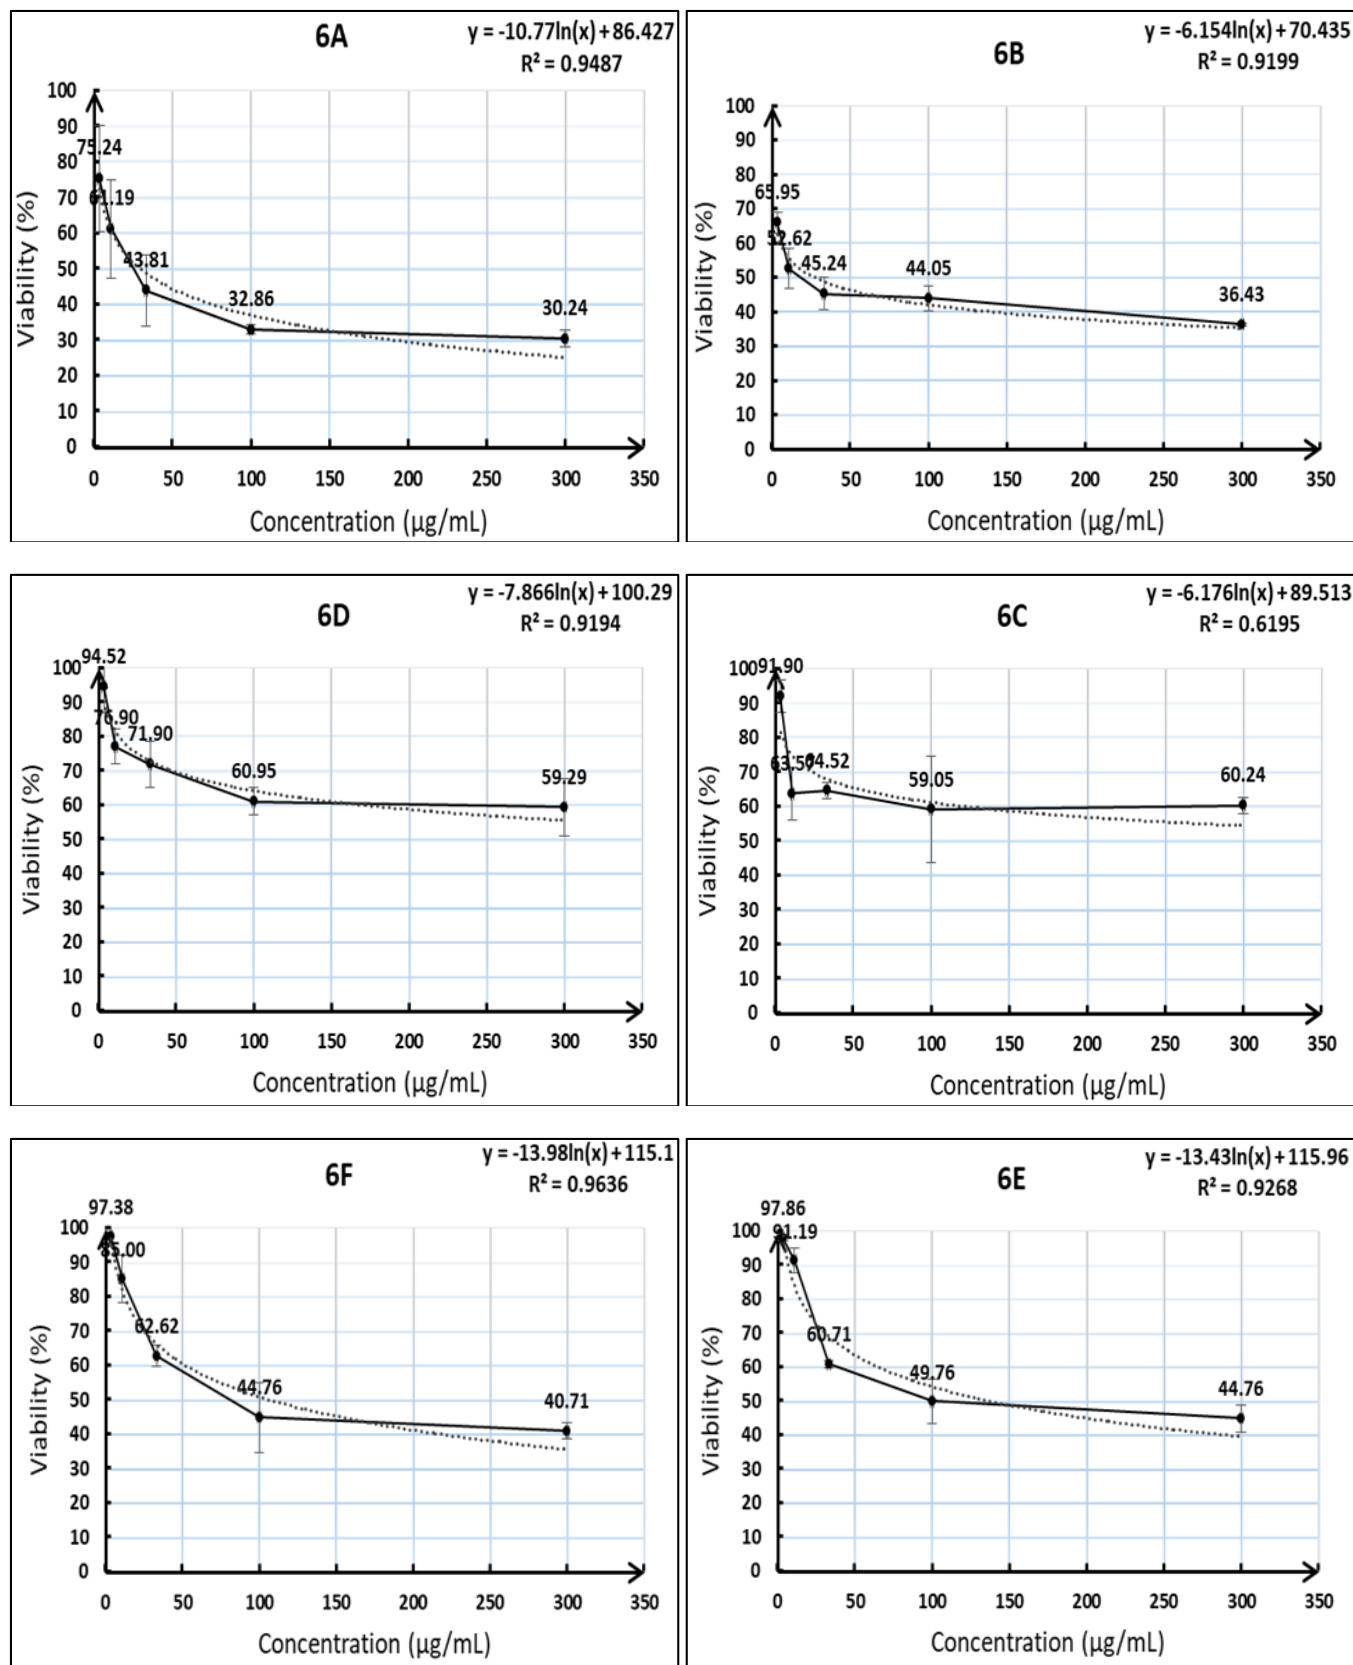 6A
y = -10.77ln(x) + 86.427
R² = 0.9487
100
90
80
70
60
50
40
30
20
10
0
75.24
61.19
43.81
32.86
30.24
0 50 100 150 200 250 300 350
Viability (%)
Concentration (µg/mL)
6B
y = -6.154ln(x) + 70.435
R² = 0.9199
100
90
80
70
60
50
40
30
20
10
0
65.95
52.62
45.24
44.05
36.43
0 50 100 150 200 250 300 350
Viability (%)
Concentration (µg/mL)
6D
y = -7.866ln(x) + 100.29
R² = 0.9194
100
90
80
70
60
50
40
30
20
10
0
94.52
76.90
71.90
60.95
59.29
0 50 100 150 200 250 300 350
Viability (%)
Concentration (µg/mL)
6C
y = -6.176ln(x) + 89.513
R² = 0.6195
100
90
80
70
60
50
40
30
20
10
0
91.90
63.57
64.52
59.05
60.24
0 50 100 150 200 250 300 350
Viability (%)
Concentration (µg/mL)
6F
y = -13.98ln(x) + 115.1
R² = 0.9636
100
90
80
70
60
50
40
30
20
10
0
97.38
85.00
62.62
44.76
40.71
0 50 100 150 200 250 300 350
Viability (%)
Concentration (µg/mL)
6E
y = -13.43ln(x) + 115.96
R² = 0.9268
100
90
80
70
60
50
40
30
20
10
0
97.86
91.19
60.71
49.76
44.76
0 50 100 150 200 250 300 350
Viability (%)
Concentration (µg/mL)